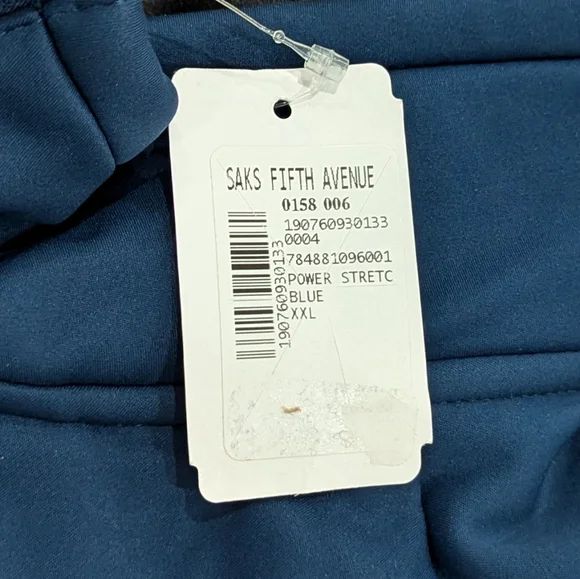 SAKS FIFTH AVENUE
0158 006
190760930133
0004
784881096001
POWER STRETC
BLUE
XXL
190760930133